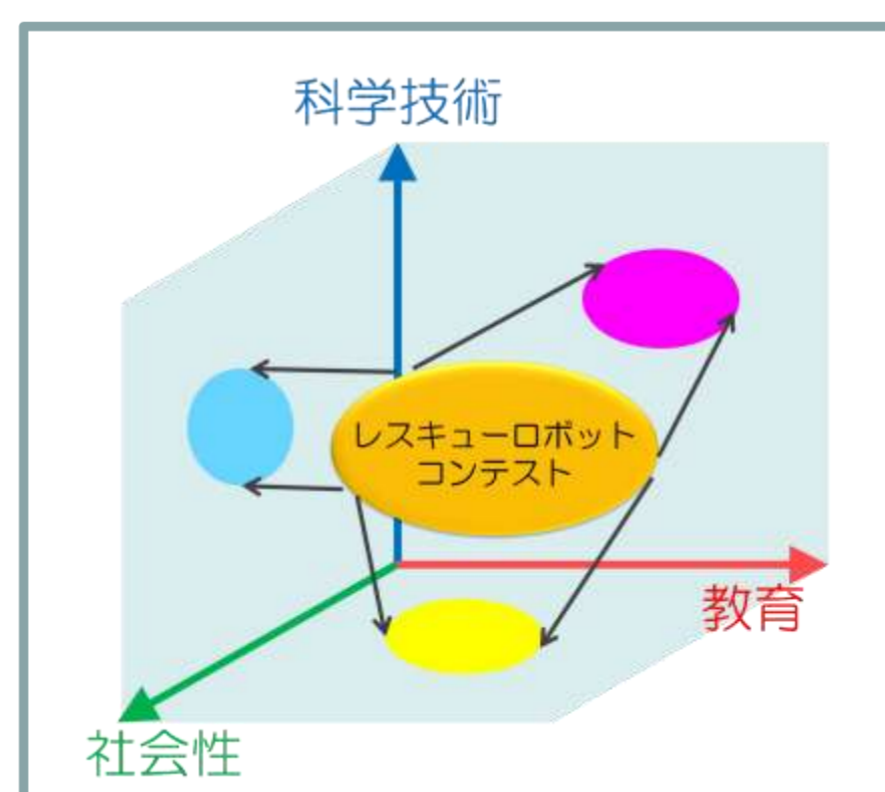 科学技術
レスキューロボット
コンテスト
教育
社会性